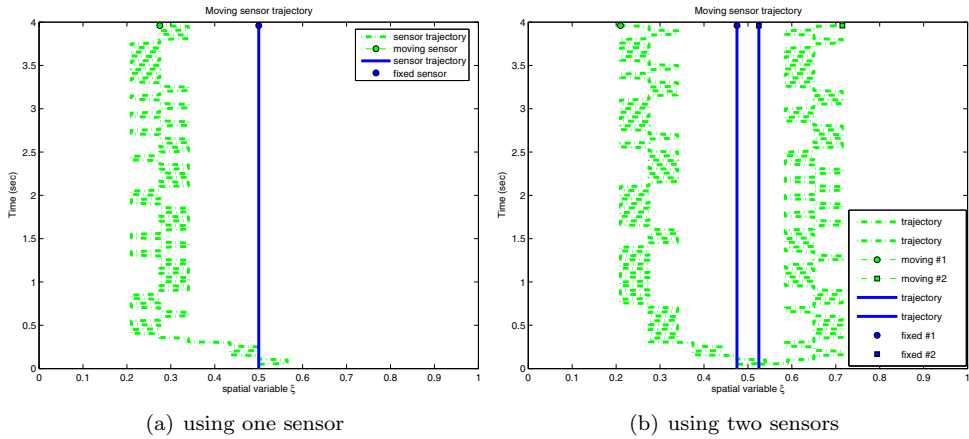 Moving sensor trajectory
4
3.5
3
2.5
2
1.5
1
0.5
0
Time (sec)
0 0.1 0.2 0.3 0.4 0.5 0.6 0.7 0.8 0.9 1
spatial variable ξ
sensor trajectory
moving sensor
sensor trajectory
fixed sensor
(a) using one sensor
Moving sensor trajectory
4
3.5
3
2.5
2
1.5
1
0.5
0
Time (sec)
0 0.1 0.2 0.3 0.4 0.5 0.6 0.7 0.8 0.9 1
spatial variable ξ
trajectory
trajectory
moving #1
moving #2
trajectory
trajectory
fixed #1
fixed #2
(b) using two sensors